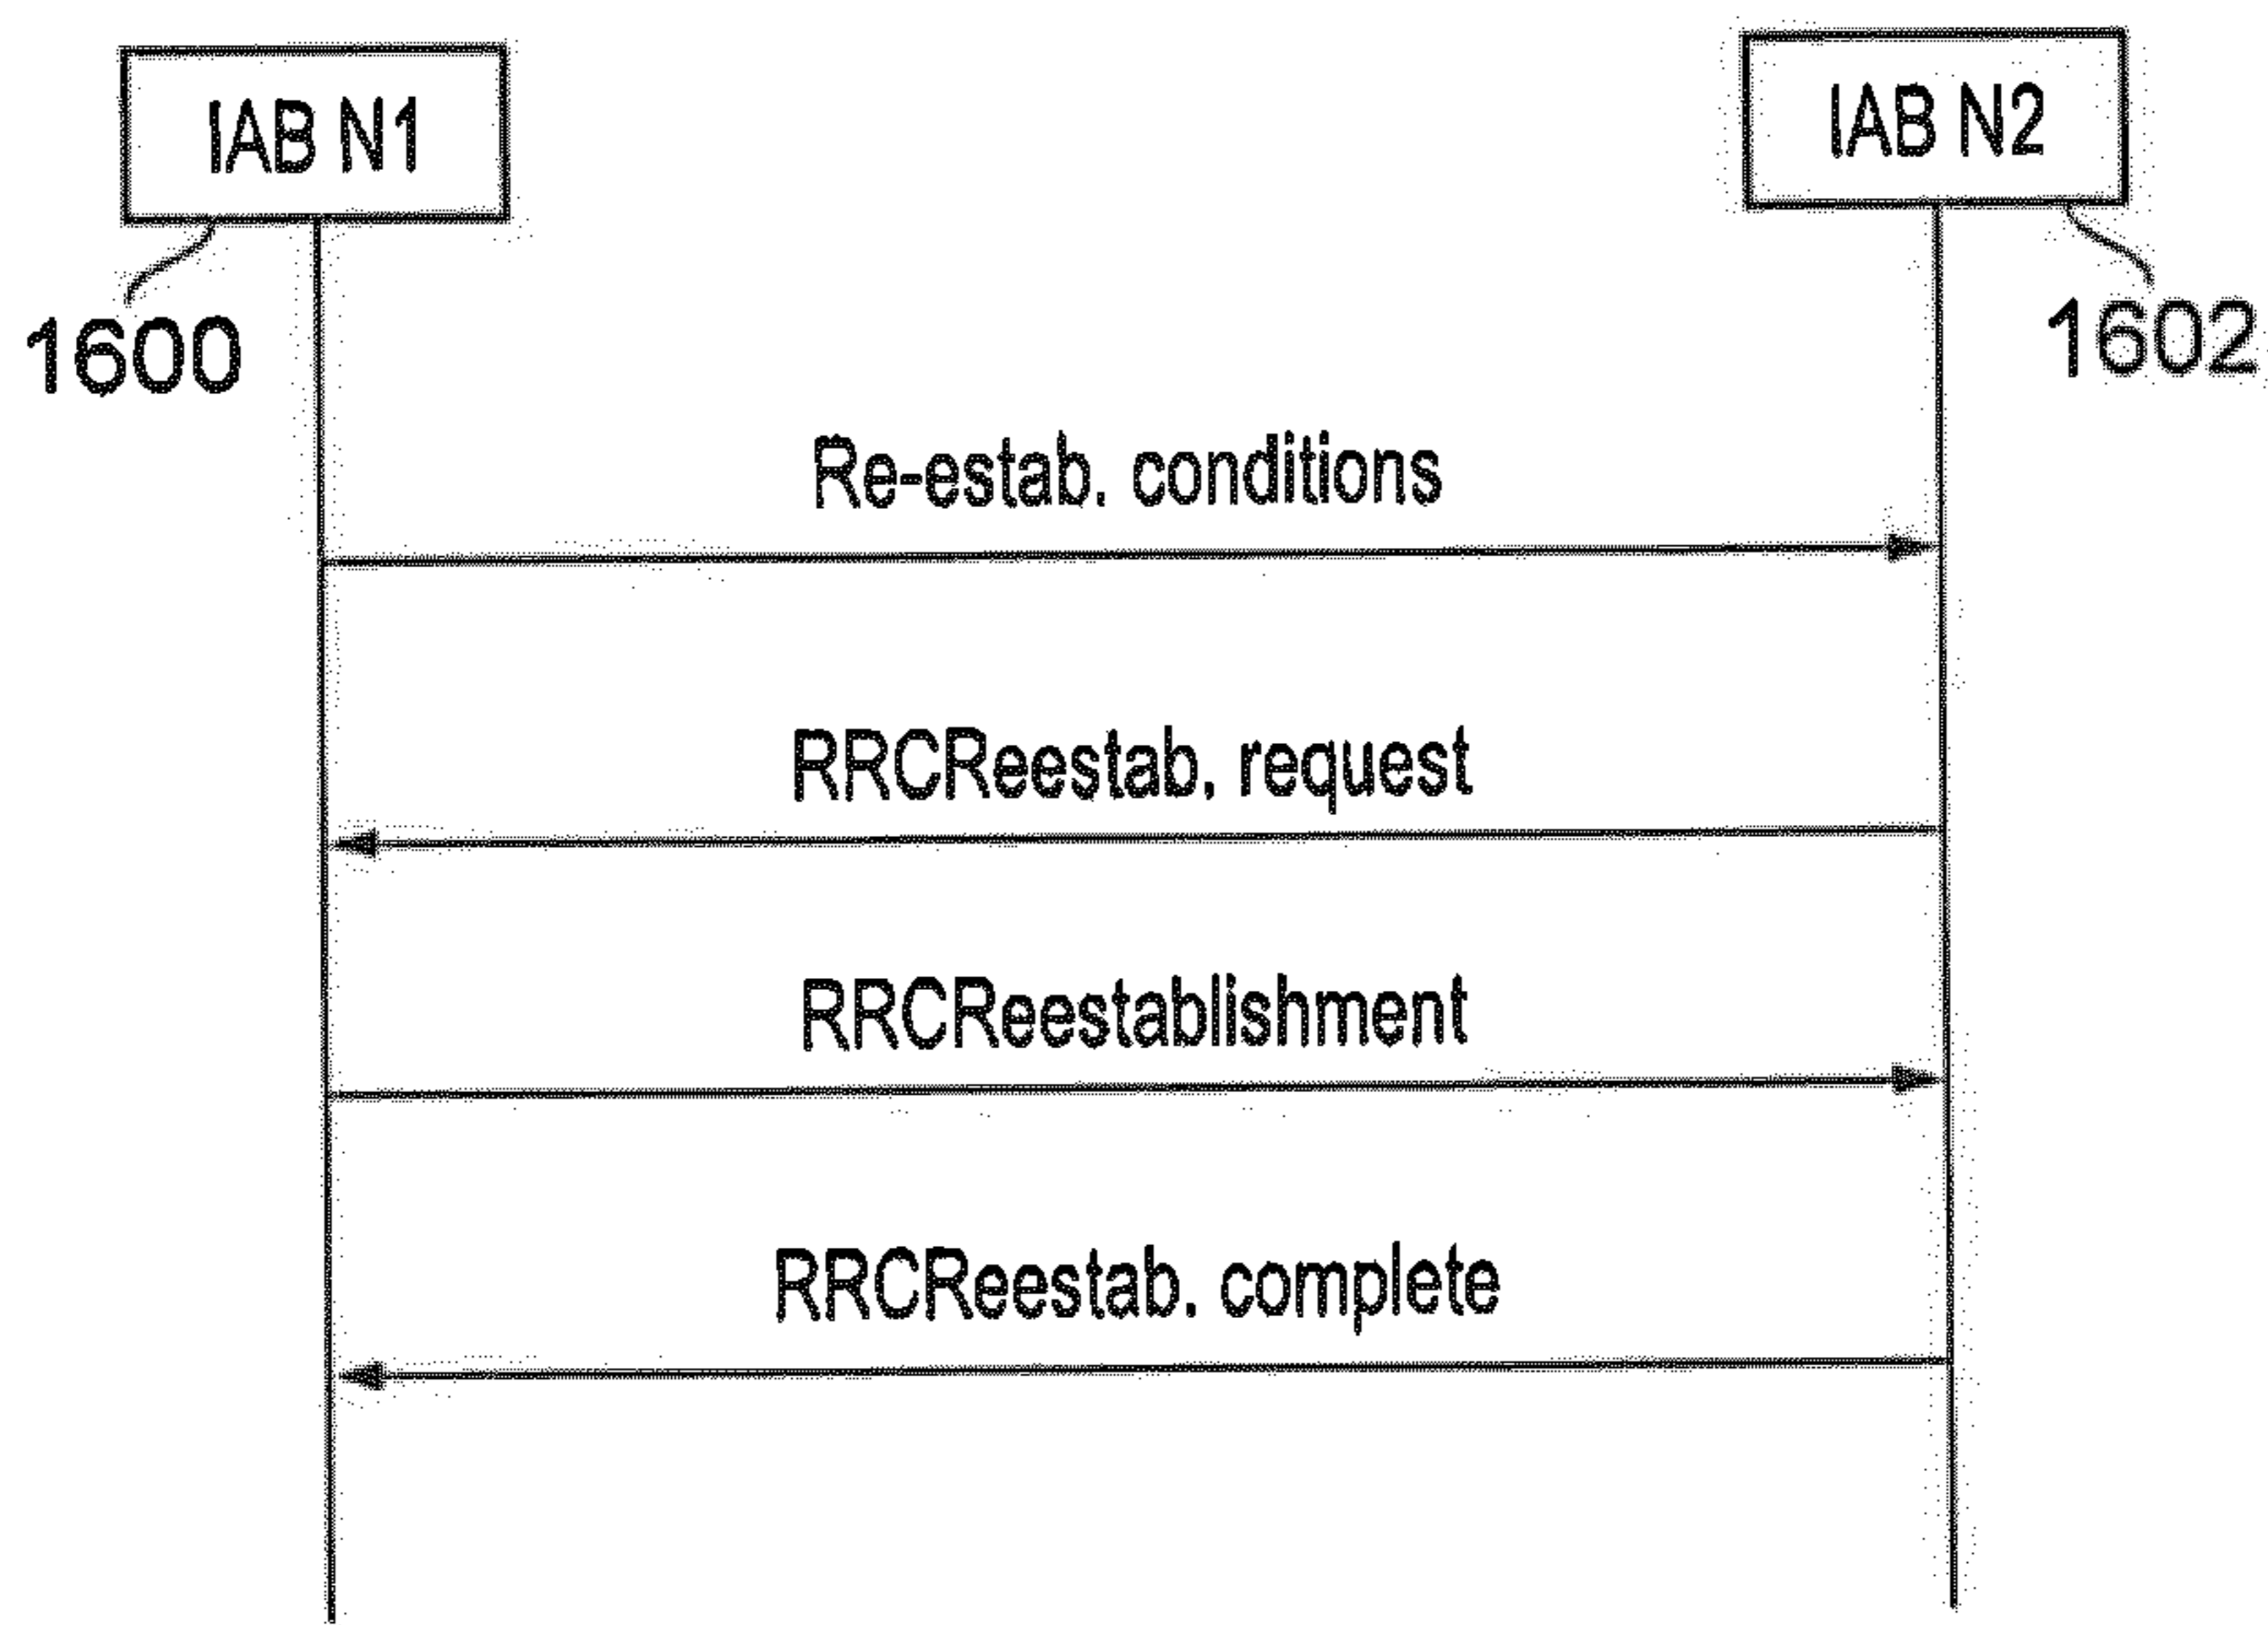 IAB N1
IAB N2
1600
1602
Re-estab. conditions
RRCReestab. request
RRCReestablishment
RRCReestab. complete